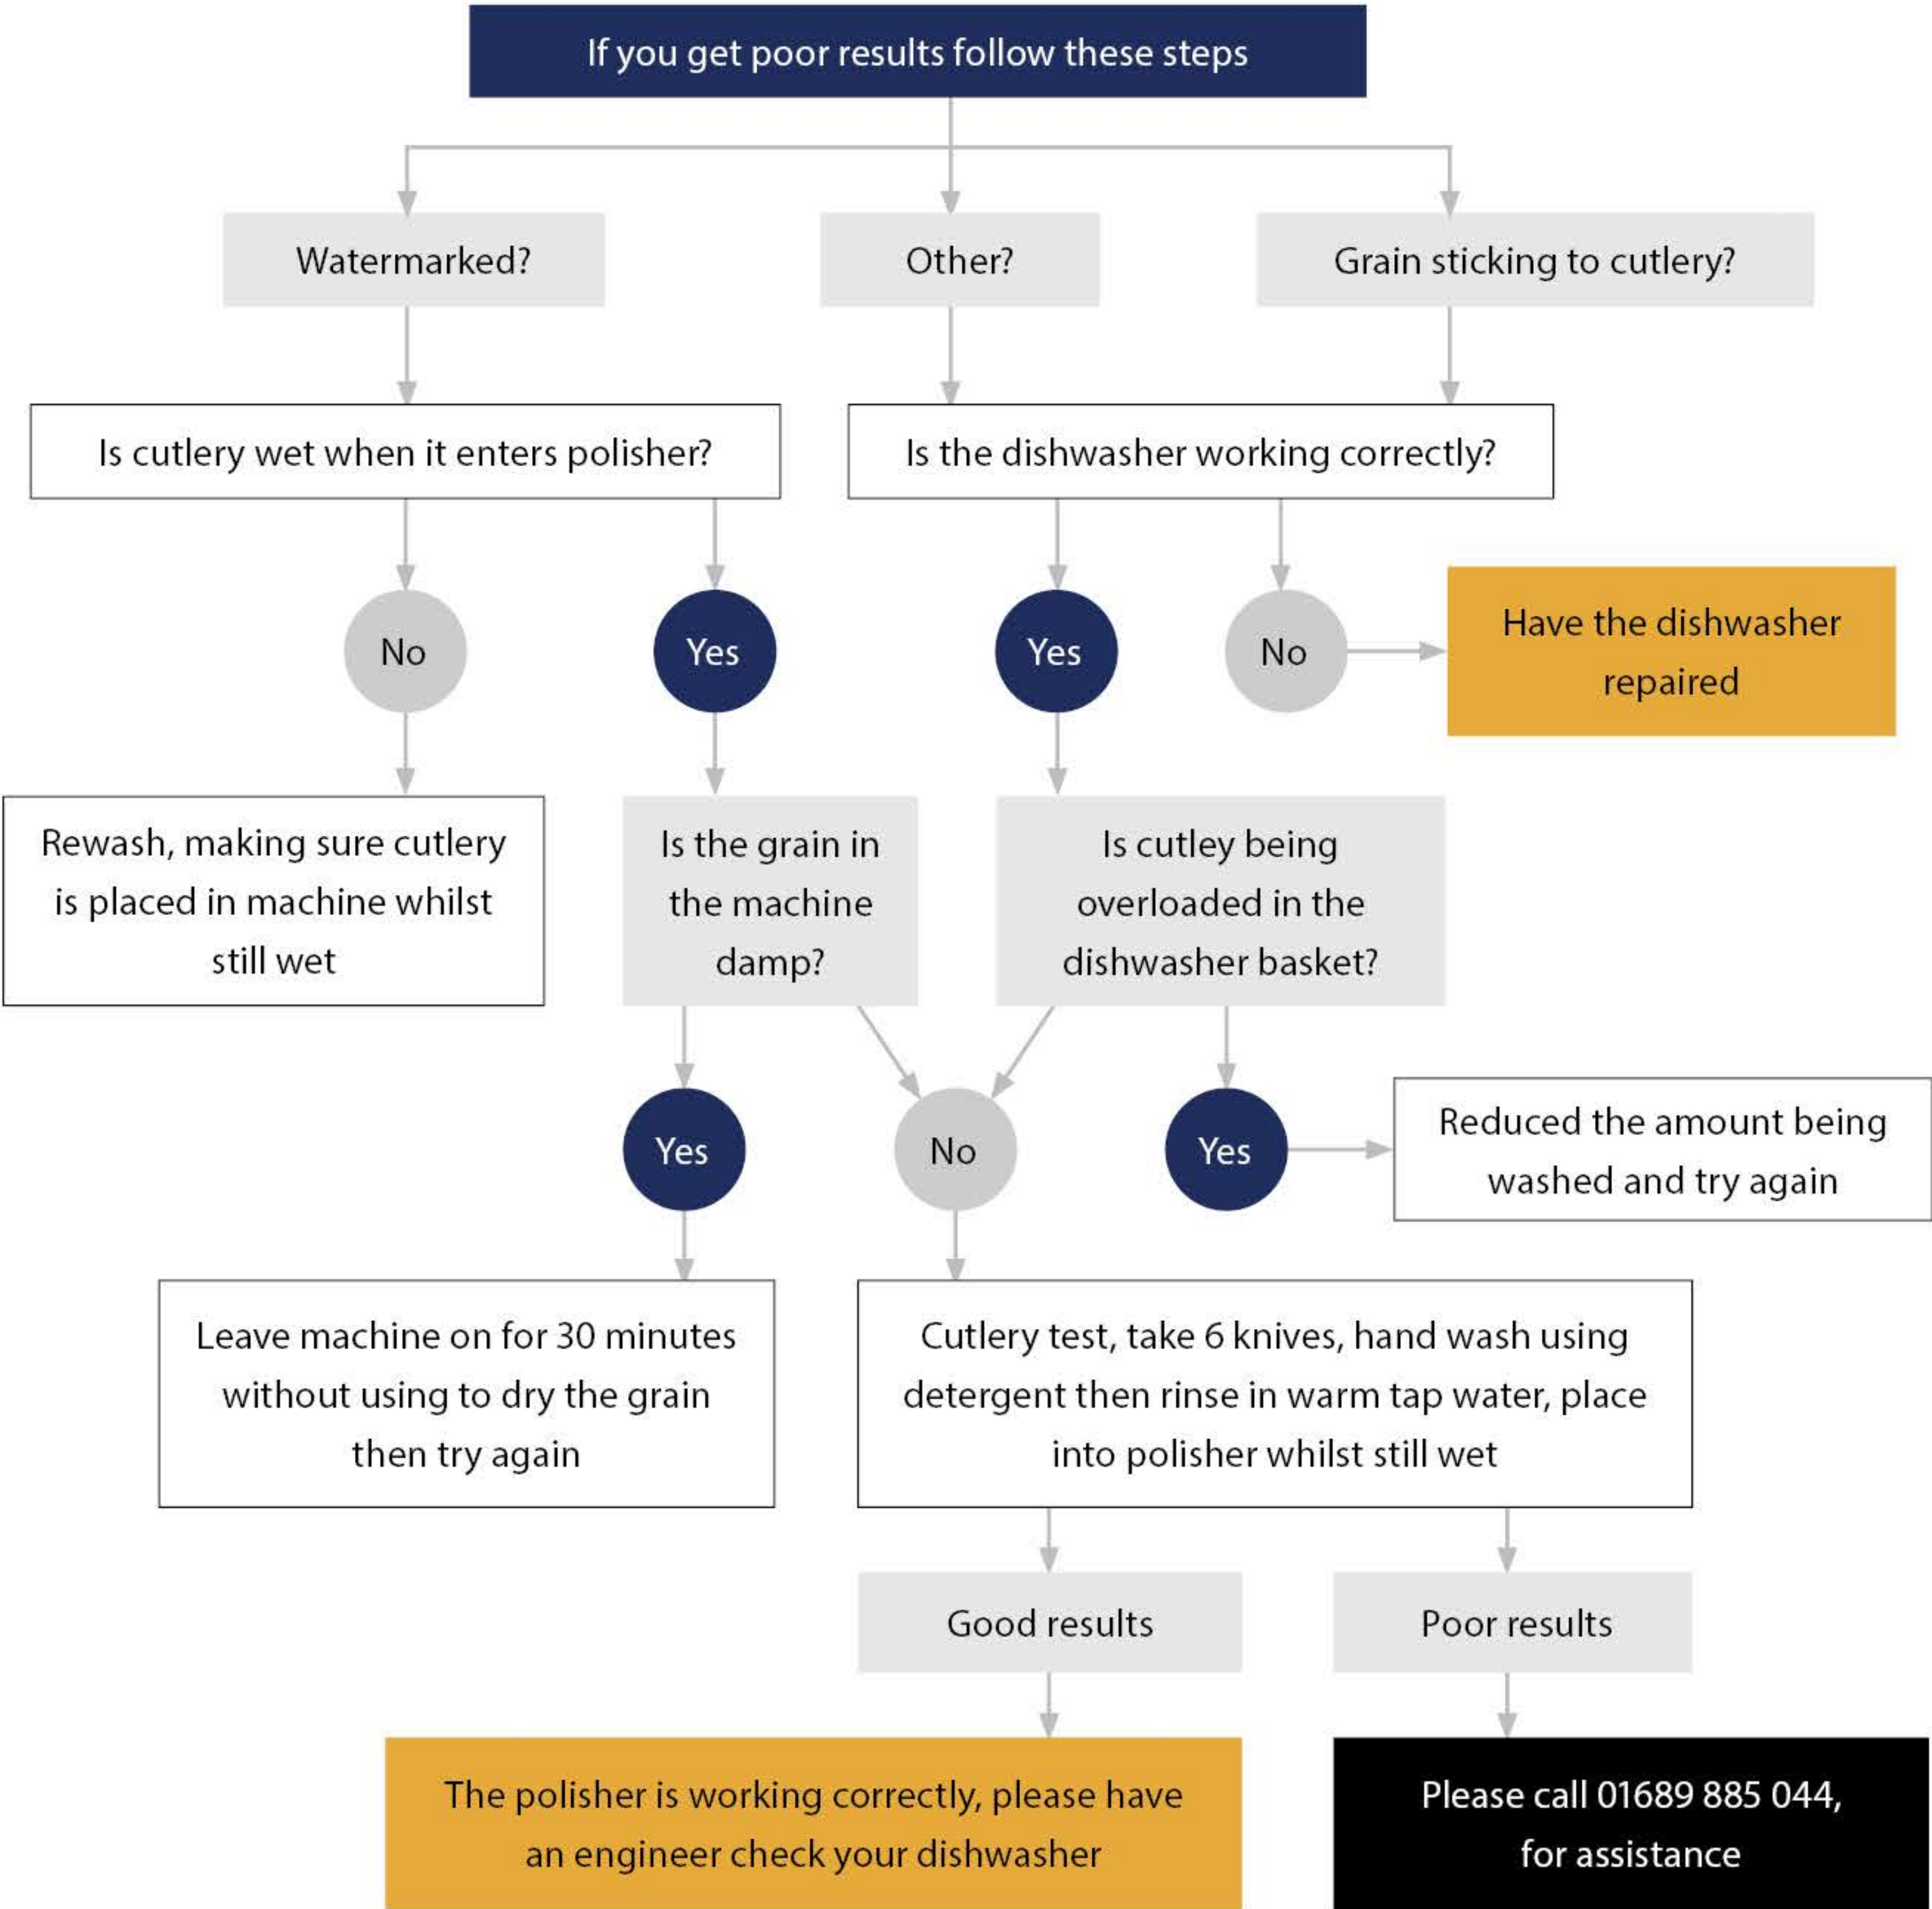 If you get poor results follow these steps
Watermarked?
Other?
Grain sticking to cutlery?
Is cutlery wet when it enters polisher?
Is the dishwasher working correctly?
No
Yes
Yes
No
Have the dishwasher
repaired
Rewash, making sure cutlery
is placed in machine whilst
still wet
Is the grain in
the machine
damp?
Is cutley being
overloaded in the
dishwasher basket?
Yes
No
Yes
Reduced the amount being
washed and try again
Leave machine on for 30 minutes
without using to dry the grain
then try again
Cutlery test, take 6 knives, hand wash using
detergent then rinse in warm tap water, place
into polisher whilst still wet
Good results
Poor results
The polisher is working correctly, please have
an engineer check your dishwasher
Please call 01689 885 044,
for assistance